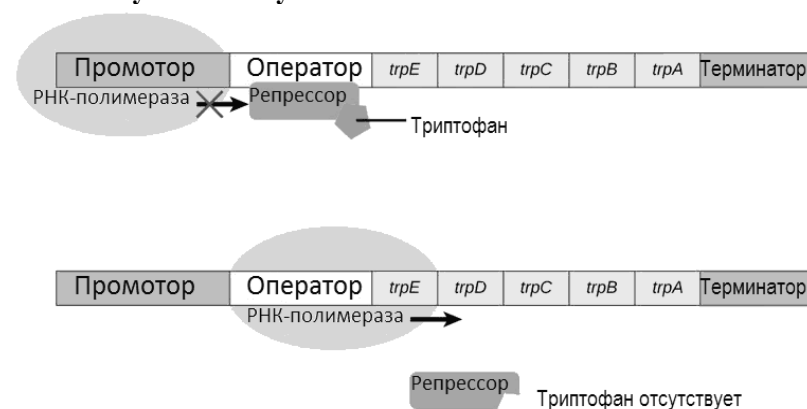 Промотор Оператор trpE trpD trpC trpB trpA Терминатор
РНК-полимераза Репрессор
Триптофан
Промотор Оператор trpE trpD trpC trpB trpA Терминатор
РНК-полимераза
Репрессор
Триптофан отсутствует